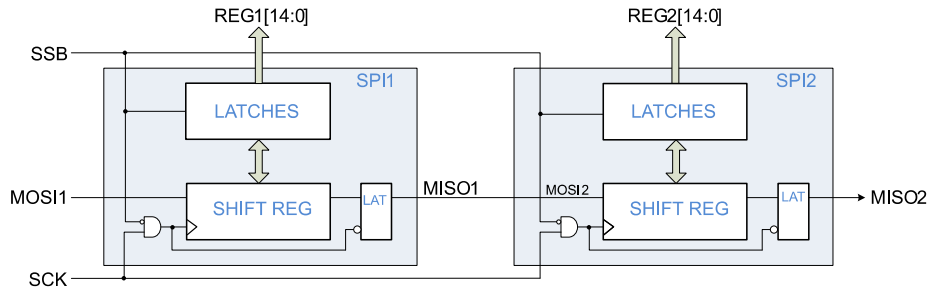 REG1[14:0]
REG2[14:0]
SSB
SPI1
SPI2
LATCHES
LATCHES
MOSI1
SHIFT REG
LAT
MISO1
MOSI2
SHIFT REG
LAT
MISO2
SCK